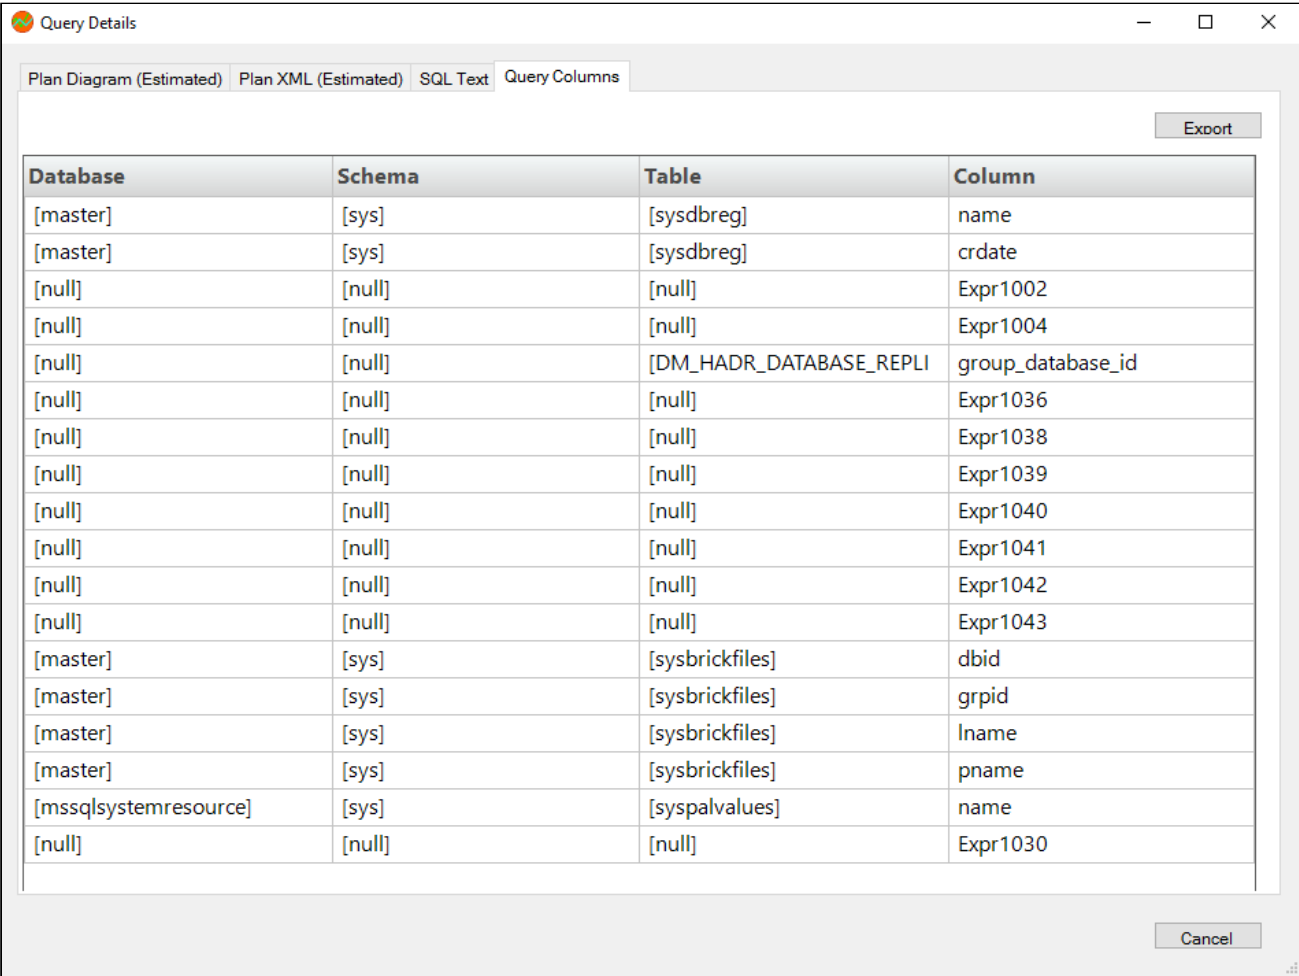 Query Details
Plan Diagram (Estimated) Plan XML (Estimated) SQL Text Query Columns
Export
Database Schema Table Column
[master] [sys] [sysdbreg] name
[master] [sys] [sysdbreg] crdate
[null] [null] [null] Expr1002
[null] [null] [null] Expr1004
[null] [null] [DM_HADR_DATABASE_REPLI group_database_id
[null] [null] [null] Expr1036
[null] [null] [null] Expr1038
[null] [null] [null] Expr1039
[null] [null] [null] Expr1040
[null] [null] [null] Expr1041
[null] [null] [null] Expr1042
[null] [null] [null] Expr1043
[master] [sys] [sysbrickfiles] dbid
[master] [sys] [sysbrickfiles] grpid
[master] [sys] [sysbrickfiles] lname
[master] [sys] [sysbrickfiles] pname
[mssqlsystemresource] [sys] [syspalvalues] name
[null] [null] [null] Expr1030
Cancel